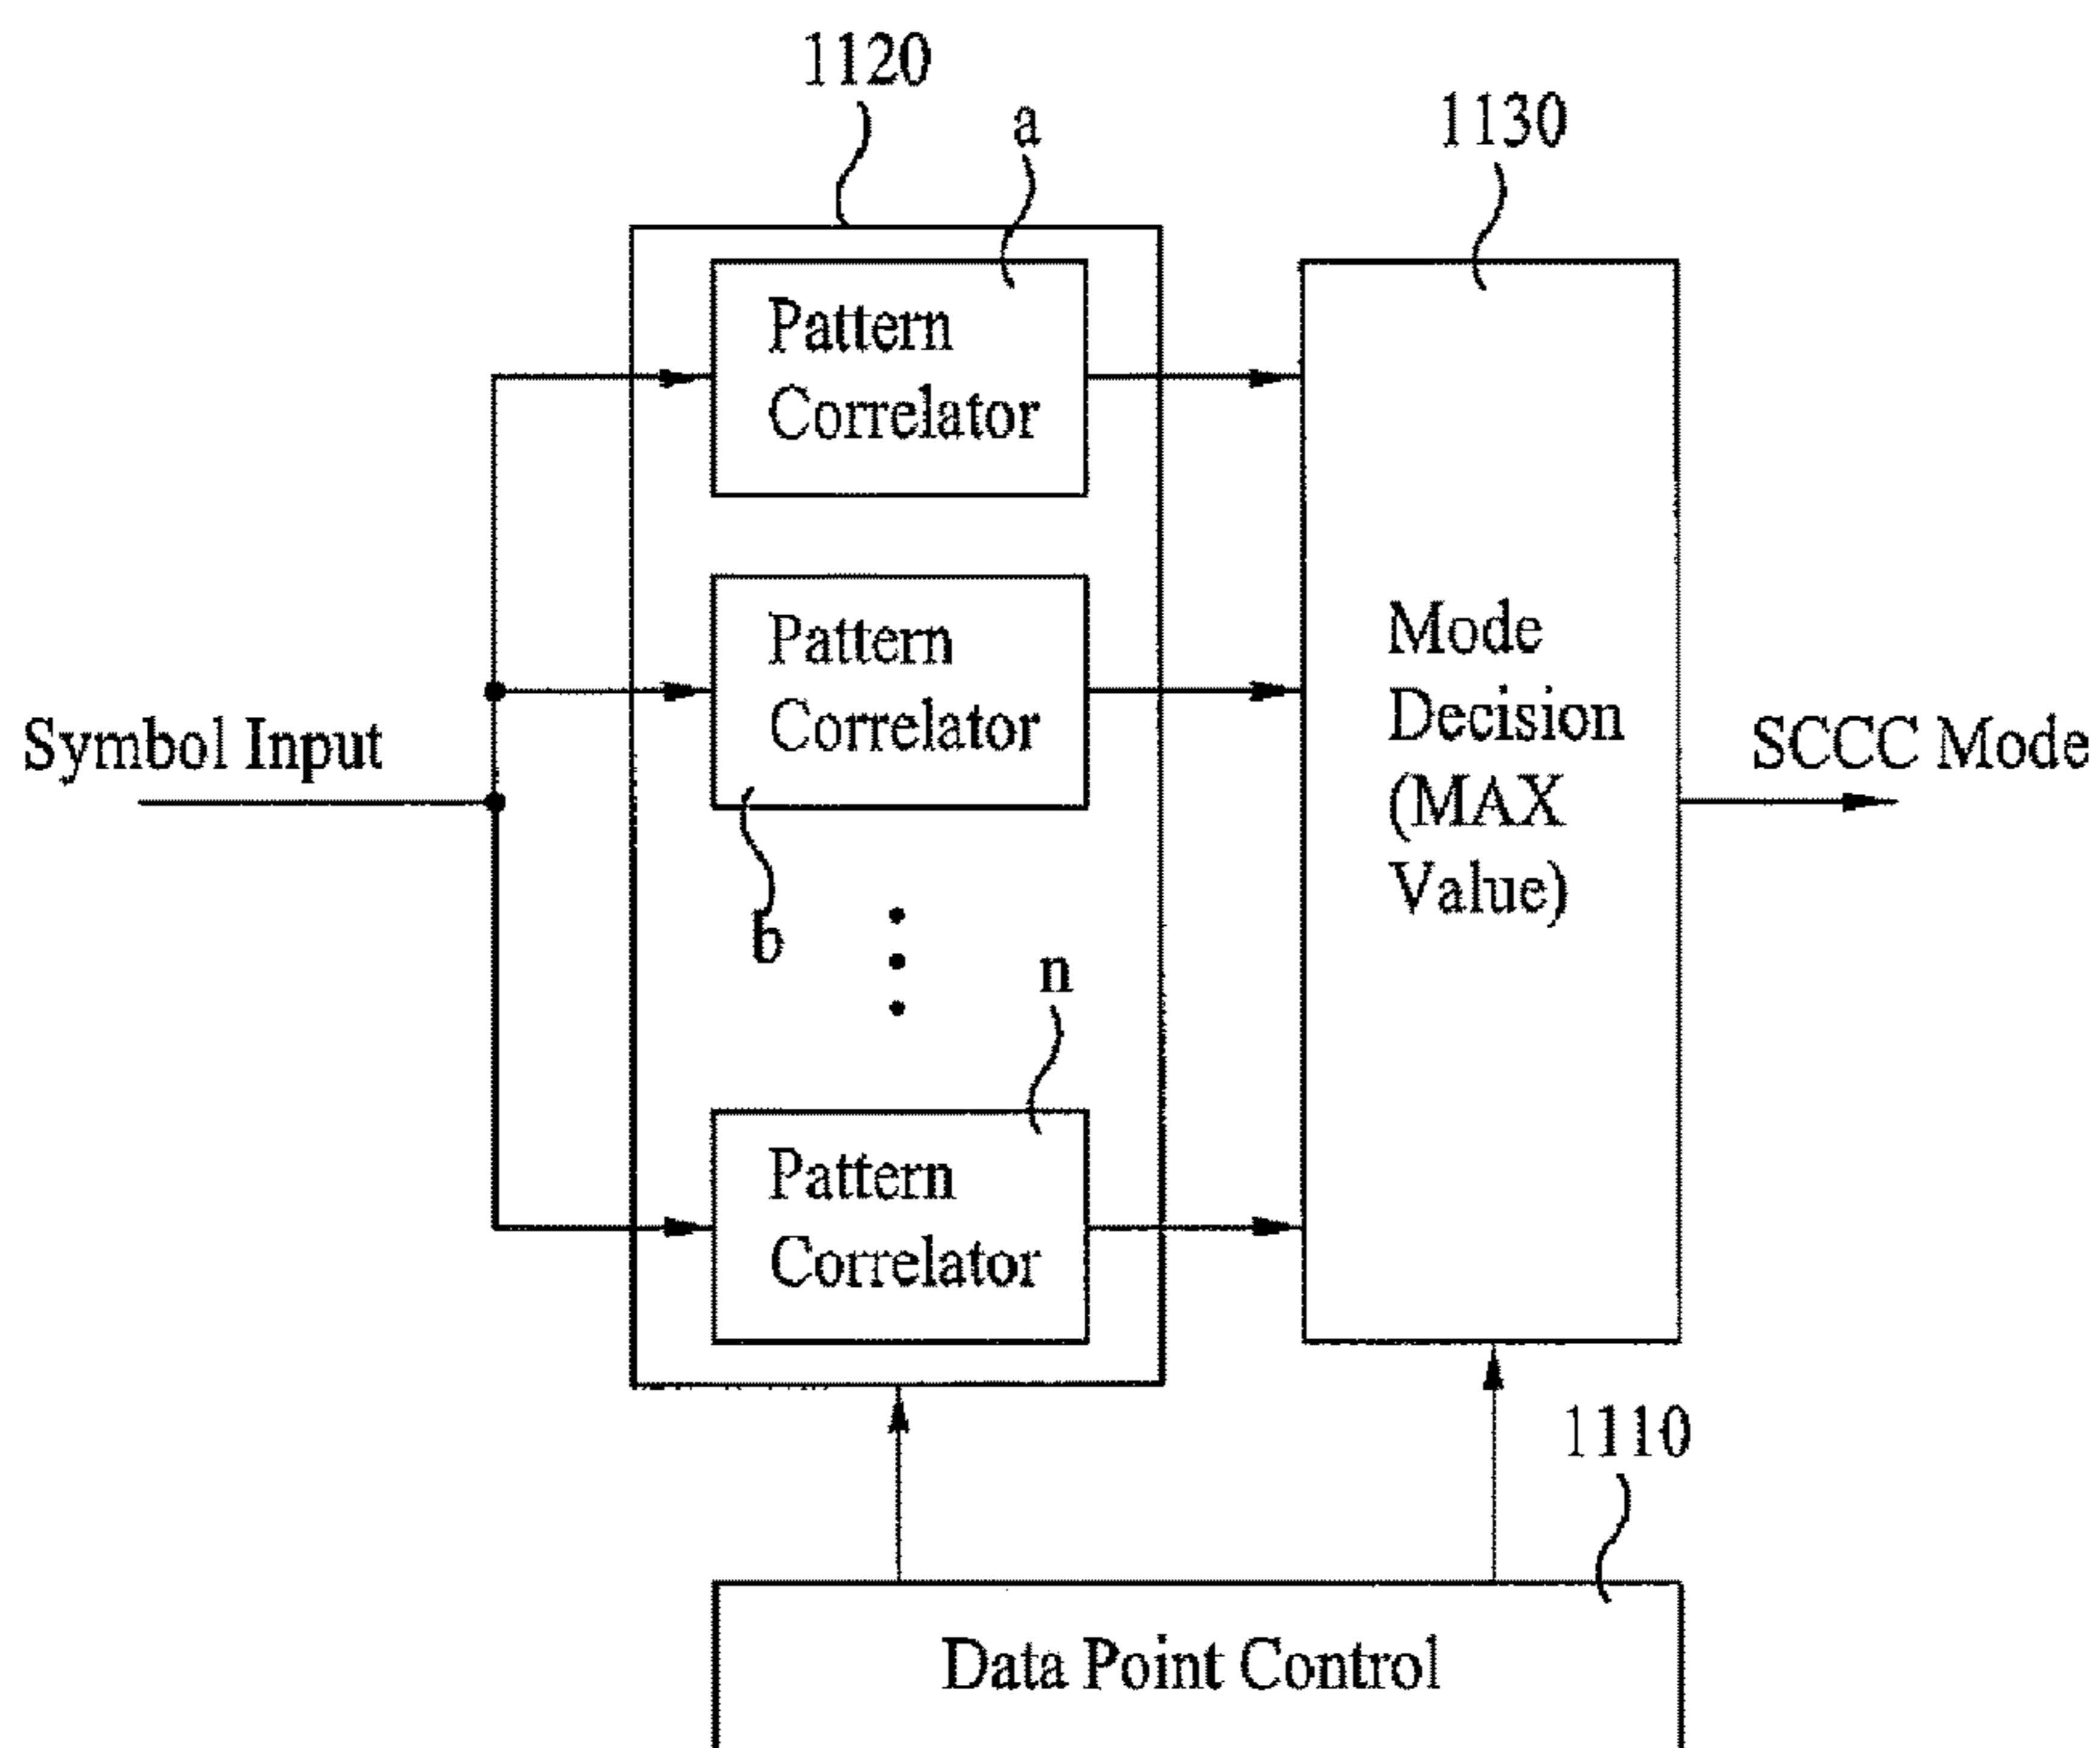 1120
a
1130
Pattern
Correlator
Pattern
Correlator
b
n
Pattern
Correlator
Symbol Input
Mode
Decision
(MAX
Value)
SCCC Mode
1110
Data Point Control